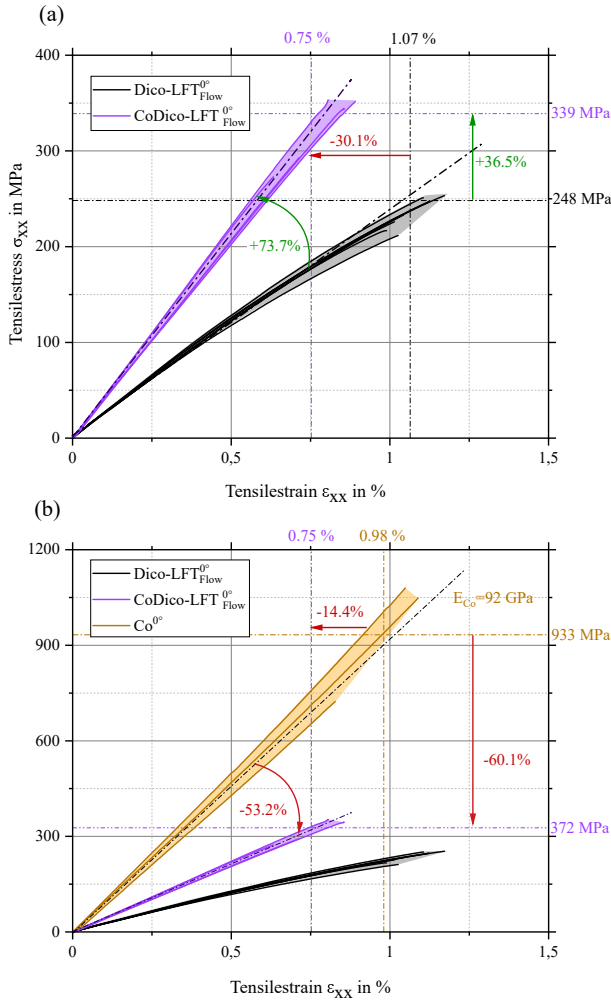 (a)
0.75 %
1.07 %
400
Dico-LFT0°Flow
CoDico-LFT0°Flow
339 MPa
300
-30.1%
+36.5%
248 MPa
200
+73.7%
100
0
0
0,5
1
1,5
Tensilestress σxx in MPa
Tensilestrain εxx in %
(b)
0.75 %
0.98 %
1200
Dico-LFT0°Flow
CoDico-LFT0°Flow
Co0°
ECo=92 GPa
-14.4%
933 MPa
900
600
-60.1%
-53.2%
372 MPa
300
0
0
0,5
1
1,5
Tensilestrain εxx in %